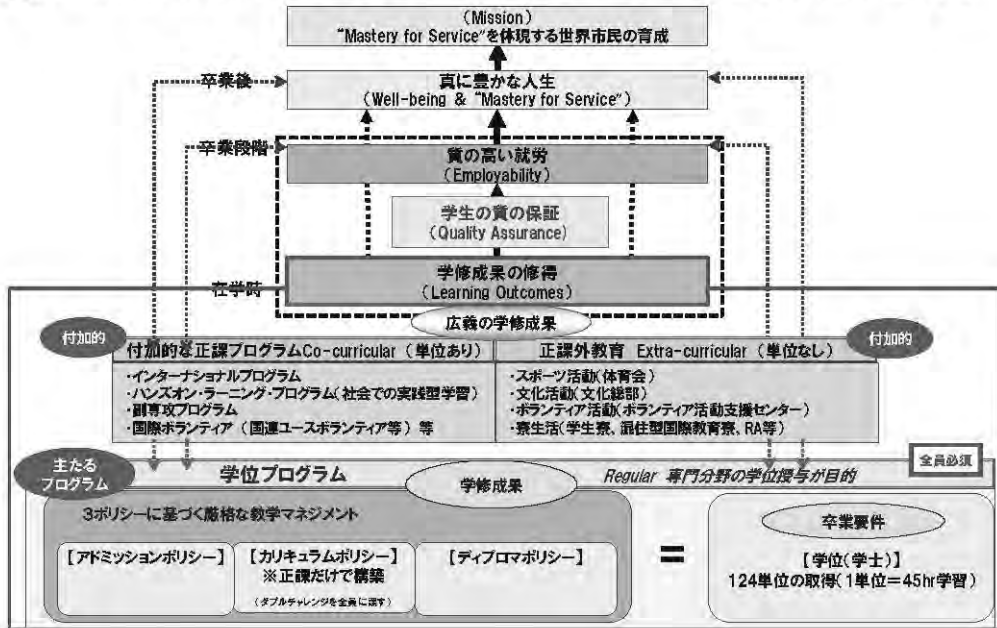 (Mission)
“Mastery for Service”を体現する世界市民の育成
卒業後
真に豊かな人生
(Well-being & “Mastery for Service”)
卒業段階
質の高い就労
(Employability)
学生の質の保証
(Quality Assurance)
在学時
学修成果の修得
(Learning Outcomes)
広義の学修成果
付加的
付加的
付加的な正課プログラムCo-curricular (単位あり)
正課外教育 Extra-curricular (単位なし)
・インターナショナルプログラム
・ハンズオン・ラーニング・プログラム(社会での実践型学習)
・副専攻プログラム
・国際ボランティア (国連ユースボランティア等) 等
・スポーツ活動(体育会)
・文化活動(文化総部)
・ボランティア活動(ボランティア活動支援センター)
・寮生活(学生寮、混住型国際教育寮、RA等)
主たる
プログラム
学位プログラム
学修成果
Regular 専門分野の学位授与が目的
全員必須
3ポリシーに基づく厳格な教学マネジメント
【アドミッションポリシー】
【カリキュラムポリシー】
※正課だけで構築
(ダブルチャレンジを全員に課す)
【ディプロマポリシー】
=
卒業要件
【学位(学士)】
124単位の取得(1単位=45hr学習)